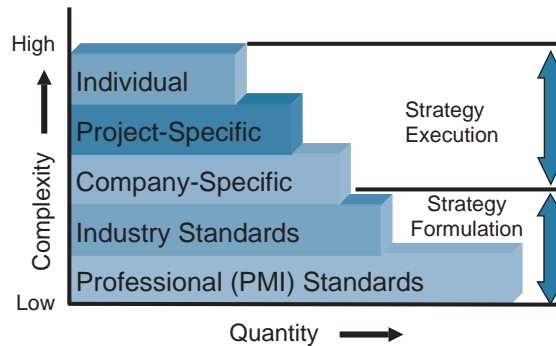 High
Individual
Project-Specific
Company-Specific
Industry Standards
Professional (PMI) Standards
Strategy
Execution
Strategy
Formulation
Complexity
Low
Quantity